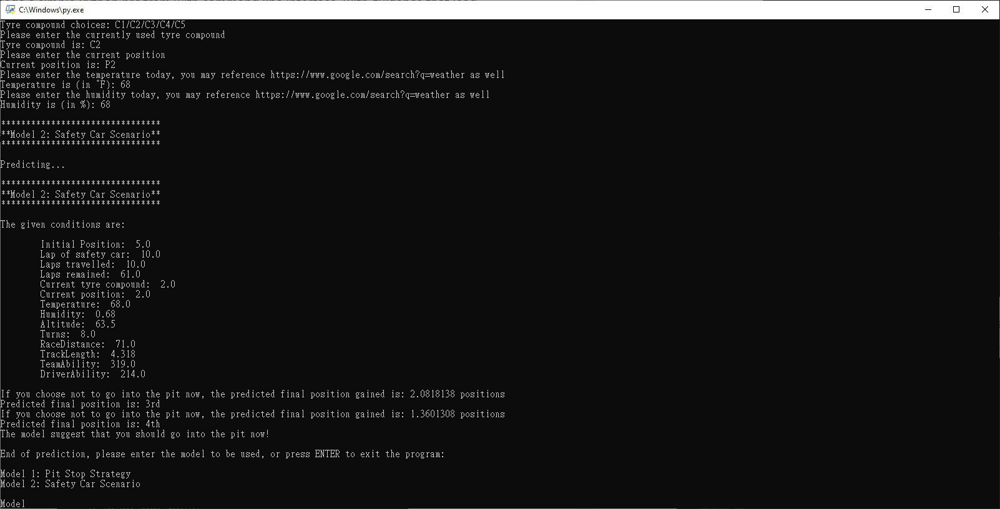 C:\Windows\py.exe
Tyre compound choices: C1/C2/C3/C4/C5
Please enter the currently used tyre compound
Tyre compound is: C2
Please enter the current position
Current position is: P2
Please enter the temperature today, you may reference https://www.google.com/search?q=weather as well
Temperature is (in °F): 68
Please enter the humidity today, you may reference https://www.google.com/search?q=weather as well
Humidity is (in %): 68
********************************
**Model 2: Safety Car Scenario**
********************************
Predicting...
********************************
**Model 2: Safety Car Scenario**
********************************
The given conditions are:
Initial Position:  5.0
Lap of safety car:  10.0
Laps travelled:  10.0
Laps remained:  61.0
Current tyre compound:  2.0
Current position:  2.0
Temperature:  68.0
Humidity:  0.68
Altitude:  63.5
Turns:  8.0
RaceDistance:  71.0
TrackLength:  4.318
TeamAbility:  319.0
DriverAbility:  214.0
If you choose not to go into the pit now, the predicted final position gained is: 2.0818138 positions
Predicted final position is: 3rd
If you choose not to go into the pit now, the predicted final position gained is: 1.3601308 positions
Predicted final position is: 4th
The model suggest that you should go into the pit now!
End of prediction, please enter the model to be used, or press ENTER to exit the program:
Model 1: Pit Stop Strategy
Model 2: Safety Car Scenario
Model